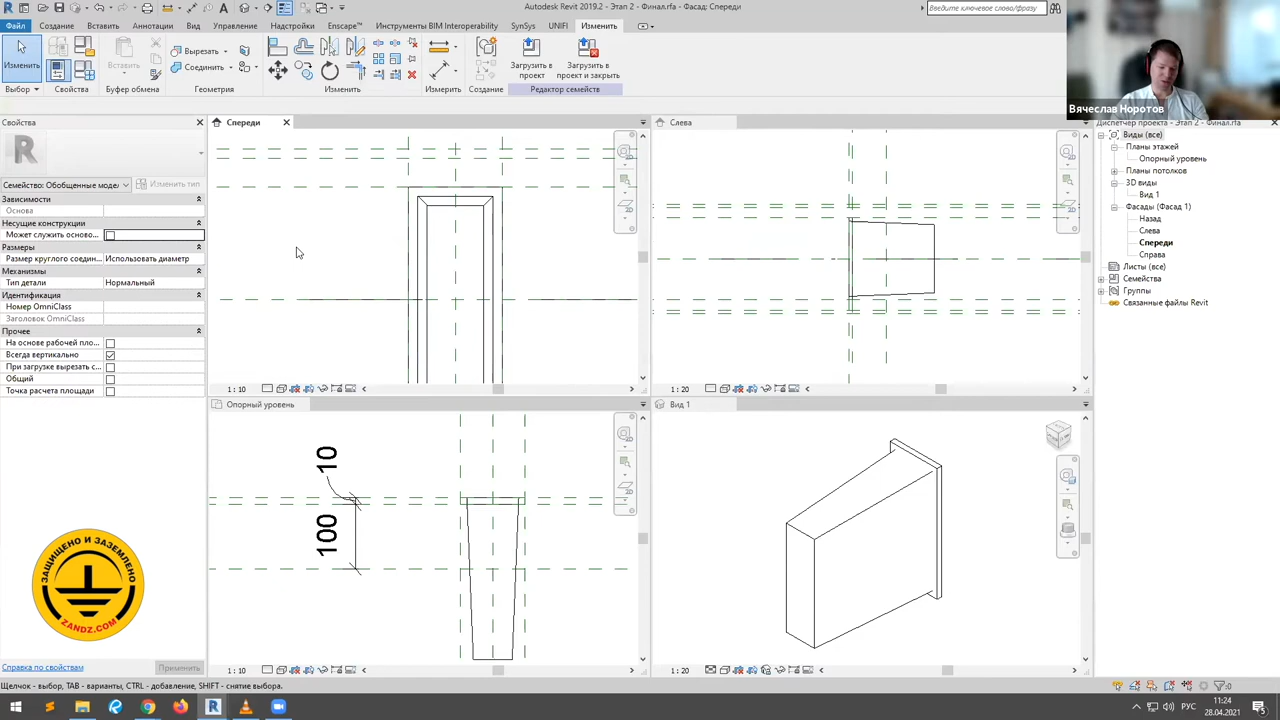 Autodesk Revit 2019.2 - Этап 2 - Финал.rfa - Фасад: Спереди
Введите ключевое слово/фразу
Файл Создание Вставить Аннотации Вид Управление Надстройки Enscape™ Инструменты BIM Interoperability SynSys UNIFI Изменить
Изменить Вставить Вырезать Соединить Загрузить в проект Загрузить в проект и закрыть
Выбор Свойства Буфер обмена Геометрия Изменить Измерить Создание Редактор семейств
Вячеслав Норотов
Свойства
R
Семейство: Обобщенные модел
Изменить тип
Зависимости
Основа
Несущие конструкции
Может служить осново...
Размеры
Размер круглого соедин... Использовать диаметр
Механизмы
Тип детали Нормальный
Идентификация
Номер OmniClass
Заголовок OmniClass
Прочее
На основе рабочей пло...
Всегда вертикально
При загрузке вырезать с...
Общий
Точка расчета площади
Справка по свойствам
Применить
ЗАЩИЩЕНО И ЗАЗЕМЛЕНО
ZANDZ.COM
Спереди
1 : 10
Слева
1 : 20
Опорный уровень
10
100
1 : 10
Вид 1
1 : 20
Диспетчер проекта - Этап 2 - Финал.rfa
Виды (все)
Планы этажей
Опорный уровень
Планы потолков
3D виды
Вид 1
Фасады (Фасад 1)
Назад
Слева
Спереди
Справа
Листы (все)
Семейства
Группы
Связанные файлы Revit
Щелчок - выбор, TAB - варианты, CTRL - добавление, SHIFT - снятие выбора.
:0
РУС
11:24
28.04.2021